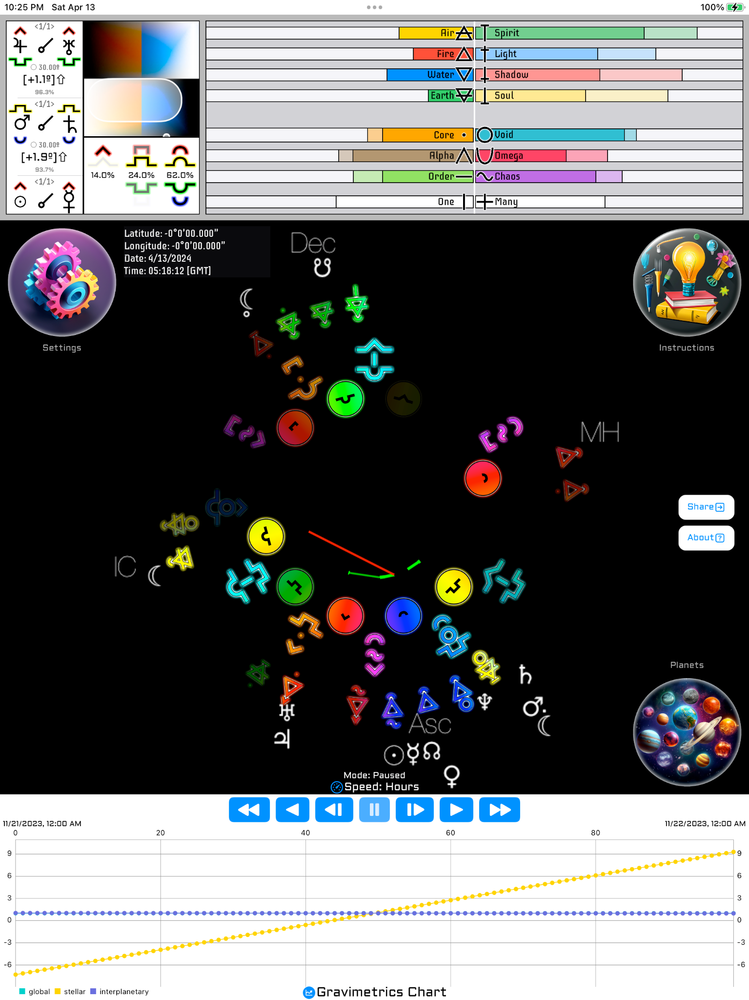 10:25 PM Sat Apr 13
100%
<1/1>
30.00º
[+1.1º]⇧
96.3%
<1/1>
30.00º
[+1.9º]⇧
93.7%
<1/1>
14.0% 24.0% 62.0%
Air Spirit
Fire Light
Water Shadow
Earth Soul
Core Void
Alpha Omega
Order Chaos
One Many
Latitude: -0°0'00.000"
Longitude: -0°0'00.000"
Date: 4/13/2024
Time: 05:18:12 [GMT]
Settings
Instructions
Dec
MH
IC
Asc
Share
About
Planets
Mode: Paused
Speed: Hours
11/21/2023, 12:00 AM 11/22/2023, 12:00 AM
0 20 40 60 80
9 9
6 6
3 3
0 0
-3 -3
-6 -6
global stellar interplanetary
Gravimetrics Chart